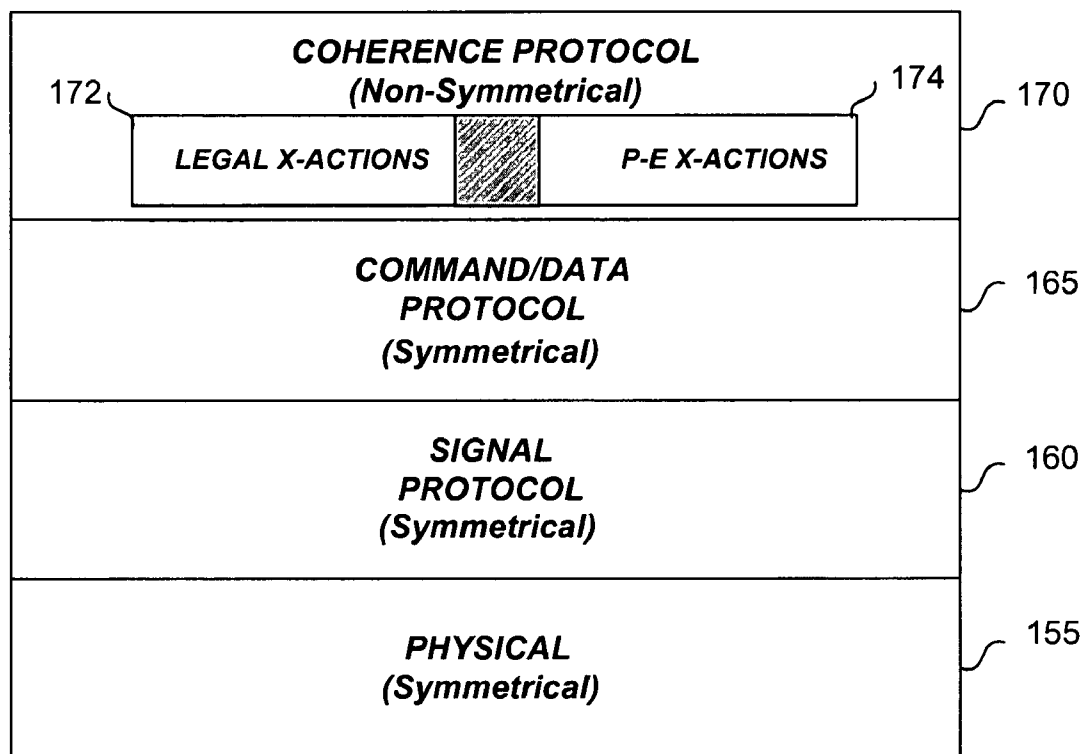 COHERENCE PROTOCOL
(Non-Symmetrical)
172
174
170
LEGAL X-ACTIONS
P-E X-ACTIONS
COMMAND/DATA
PROTOCOL
(Symmetrical)
165
SIGNAL
PROTOCOL
(Symmetrical)
160
PHYSICAL
(Symmetrical)
155